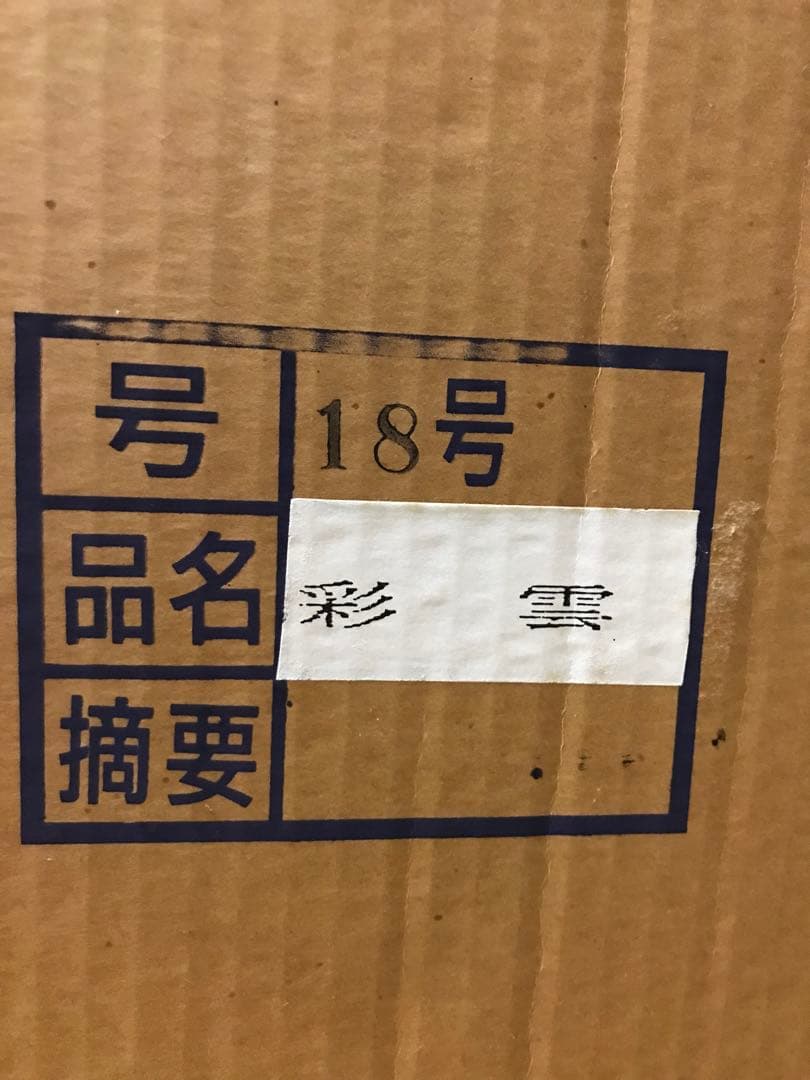 号 18号
品名 彩 雲
摘要